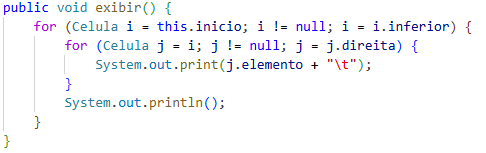 public void exibir() {
    for (Celula i = this.inicio; i != null; i = i.inferior) {
        for (Celula j = i; j != null; j = j.direita) {
            System.out.print(j.elemento + "\t");
        }
        System.out.println();
    }
}